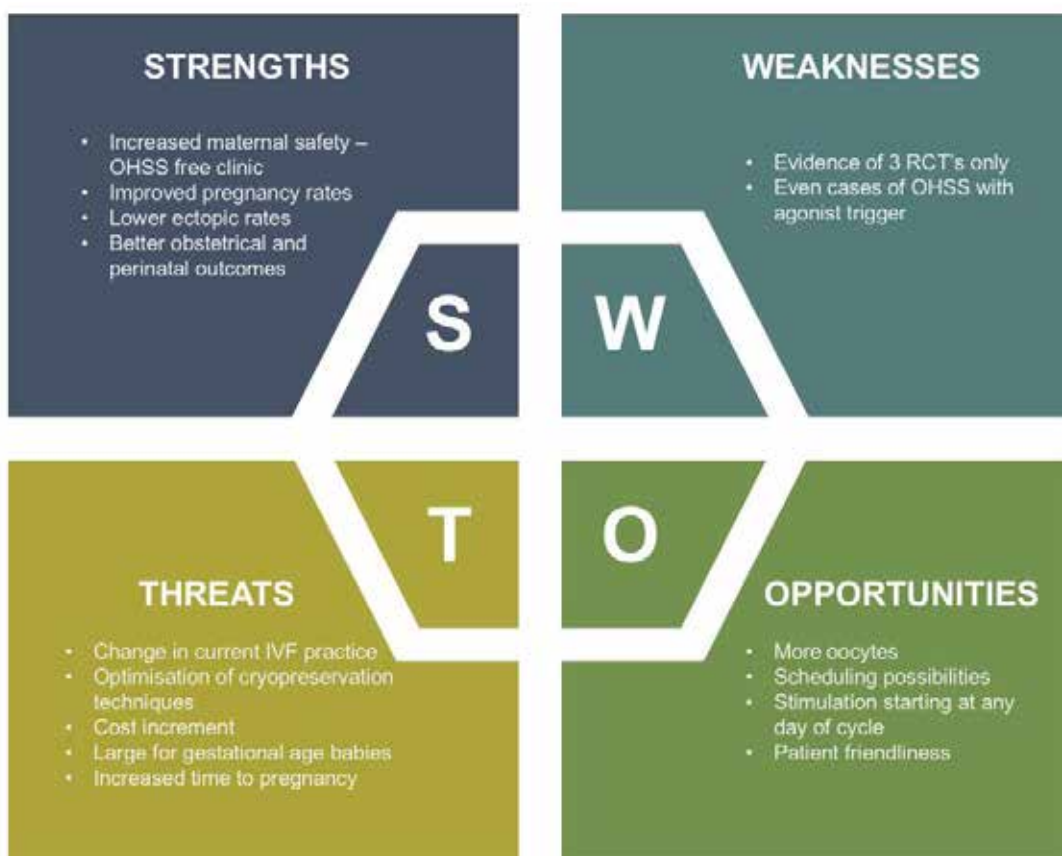 STRENGTHS
• Increased maternal safety –
OHSS free clinic
• Improved pregnancy rates
• Lower ectopic rates
• Better obstetrical and
perinatal outcomes
S
WEAKNESSES
• Evidence of 3 RCT's only
• Even cases of OHSS with
agonist trigger
W
T
THREATS
• Change in current IVF practice
• Optimisation of cryopreservation
techniques
• Cost increment
• Large for gestational age babies
• Increased time to pregnancy
O
OPPORTUNITIES
• More oocytes
• Scheduling possibilities
• Stimulation starting at any
day of cycle
• Patient friendliness